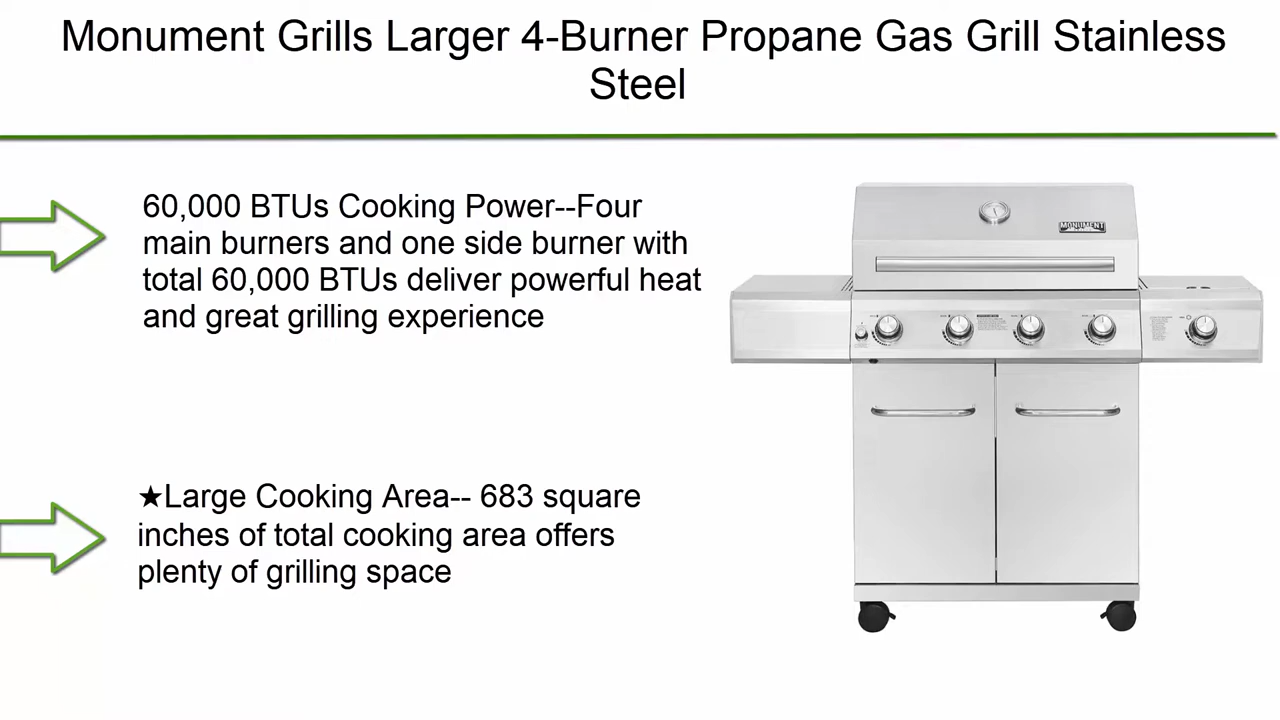 Monument Grills Larger 4-Burner Propane Gas Grill Stainless
Steel
60,000 BTUs Cooking Power--Four
main burners and one side burner with
total 60,000 BTUs deliver powerful heat
and great grilling experience
MONUMENT
★Large Cooking Area-- 683 square
inches of total cooking area offers
plenty of grilling space